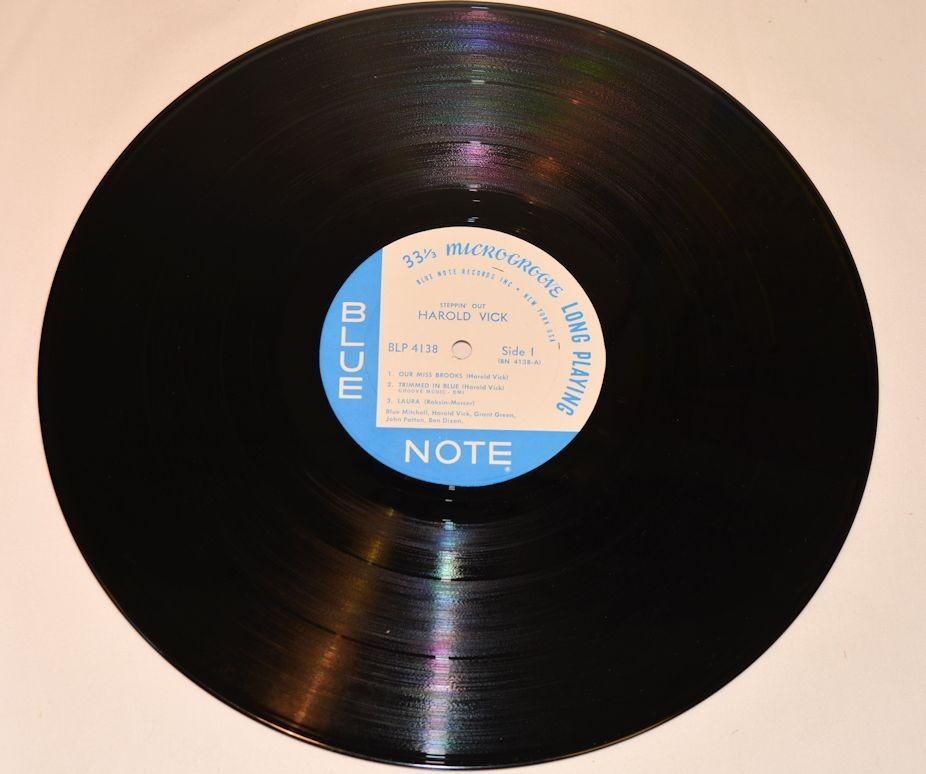 33⅓ MICROGROOVE LONG PLAYING
BLUE NOTE RECORDS INC • NEW YORK USA
STEPPIN' OUT
HAROLD VICK
BLP 4138
Side 1
(BN 4138-A)
1. OUR MISS BROOKS (Harold Vick)
2. TRIMMED IN BLUE (Harold Vick)
GROOVE MUSIC - BMI
3. LAURA (Raksin-Mercer)
Blue Mitchell, Harold Vick, Grant Green,
John Patton, Ben Dixon.
BLUE
NOTE
®